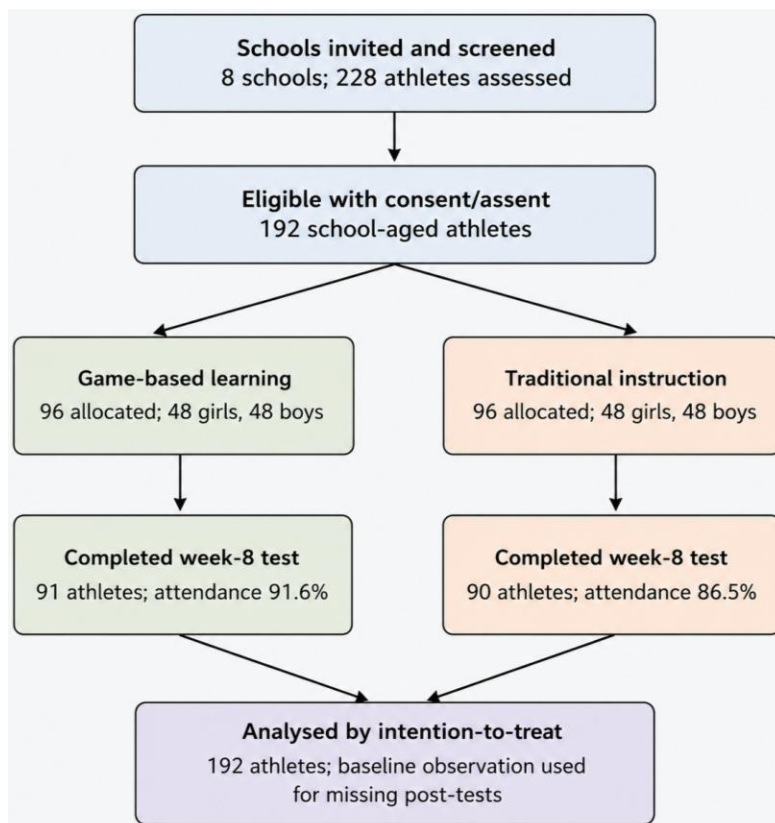 Schools invited and screened
8 schools; 228 athletes assessed
Eligible with consent/assent
192 school-aged athletes
Game-based learning
96 allocated; 48 girls, 48 boys
Traditional instruction
96 allocated; 48 girls, 48 boys
Completed week-8 test
91 athletes; attendance 91.6%
Completed week-8 test
90 athletes; attendance 86.5%
Analysed by intention-to-treat
192 athletes; baseline observation used
for missing post-tests